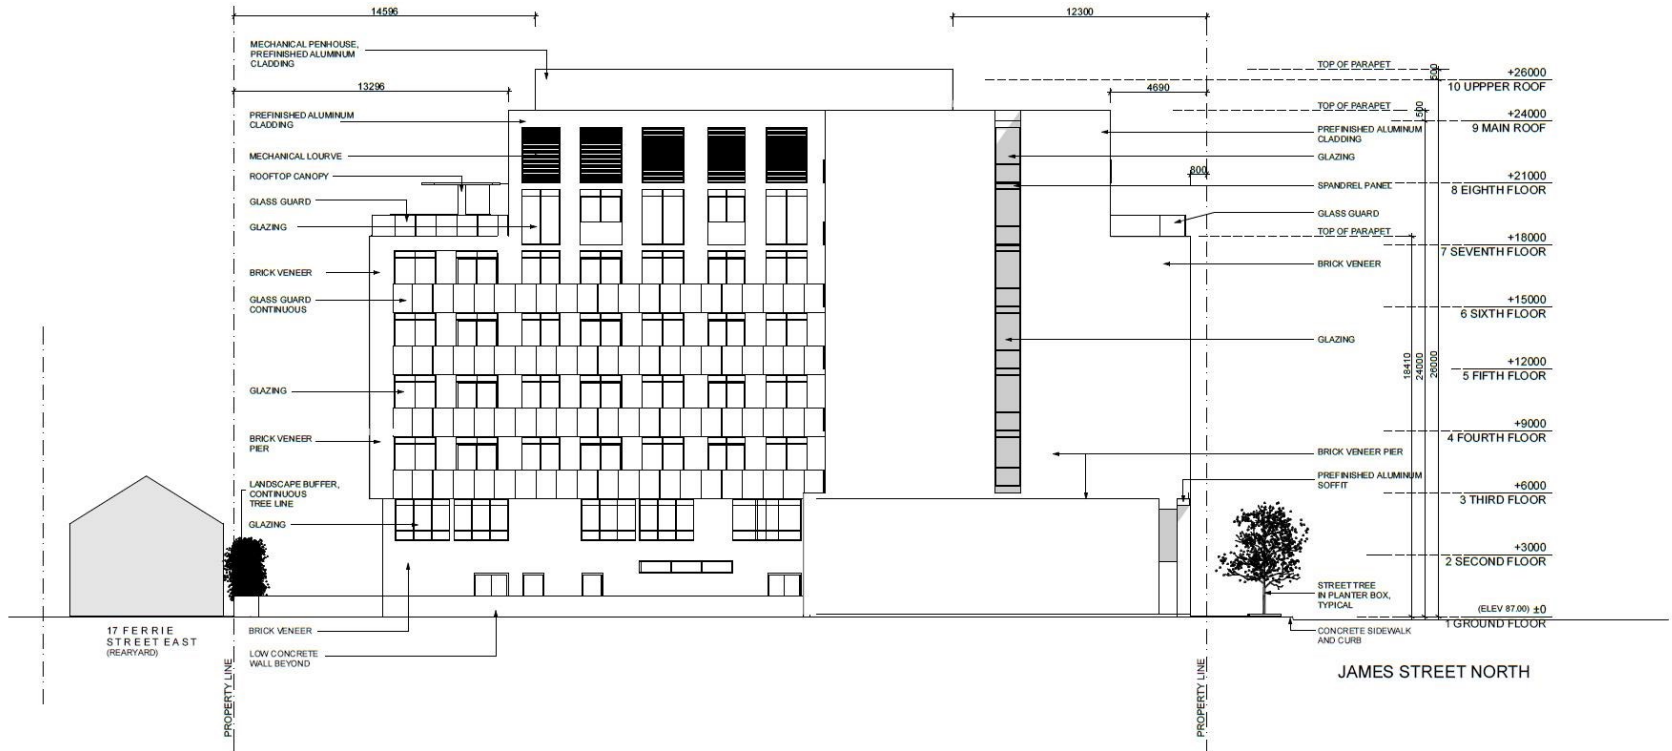 14596
12300
MECHANICAL PENHOUSE,
PREFINISHED ALUMINUM
CLADDING
13296
PREFINISHED ALUMINUM
CLADDING
MECHANICAL LOURVE
ROOFTOP CANOPY
GLASS GUARD
GLAZING
BRICK VENEER
GLASS GUARD
CONTINUOUS
GLAZING
BRICK VENEER
PIER
LANDSCAPE BUFFER,
CONTINUOUS
TREE LINE
GLAZING
BRICK VENEER
LOW CONCRETE
WALL BEYOND
17 FERRIE
STREET EAST
(REARYARD)
PROPERTY LINE
4690
800
TOP OF PARAPET
TOP OF PARAPET
PREFINISHED ALUMINUM
CLADDING
GLAZING
SPANDREL PANEL
GLASS GUARD
TOP OF PARAPET
BRICK VENEER
GLAZING
BRICK VENEER PIER
PREFINISHED ALUMINUM
SOFFIT
STREET TREE
IN PLANTER BOX,
TYPICAL
CONCRETE SIDEWALK
AND CURB
PROPERTY LINE
500
500
18410
24000
26000
+26000
10 UPPPER ROOF
+24000
9 MAIN ROOF
+21000
8 EIGHTH FLOOR
+18000
7 SEVENTH FLOOR
+15000
6 SIXTH FLOOR
+12000
5 FIFTH FLOOR
+9000
4 FOURTH FLOOR
+6000
3 THIRD FLOOR
+3000
2 SECOND FLOOR
(ELEV 87.00) ±0
1 GROUND FLOOR
JAMES STREET NORTH